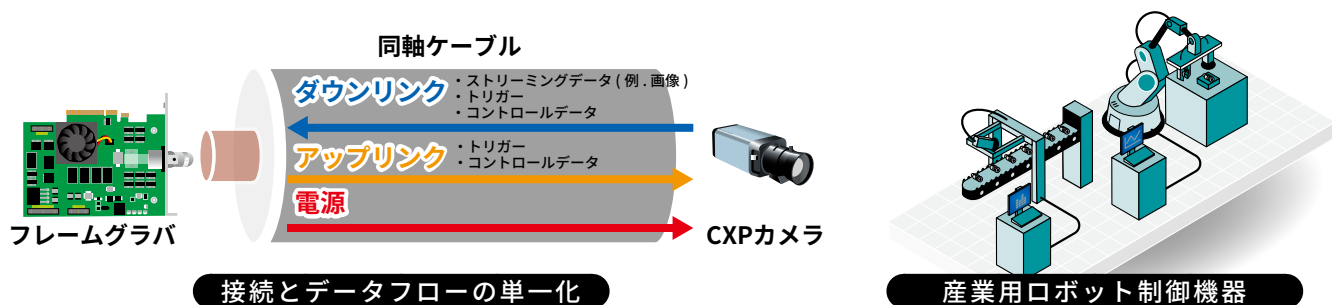 同軸ケーブル
ダウンリンク
・ストリーミングデータ(例.画像)
・トリガー
・コントロールデータ
アップリンク
・トリガー
・コントロールデータ
電源
フレームグラバ
CXPカメラ
接続とデータフローの単一化
産業用ロボット制御機器